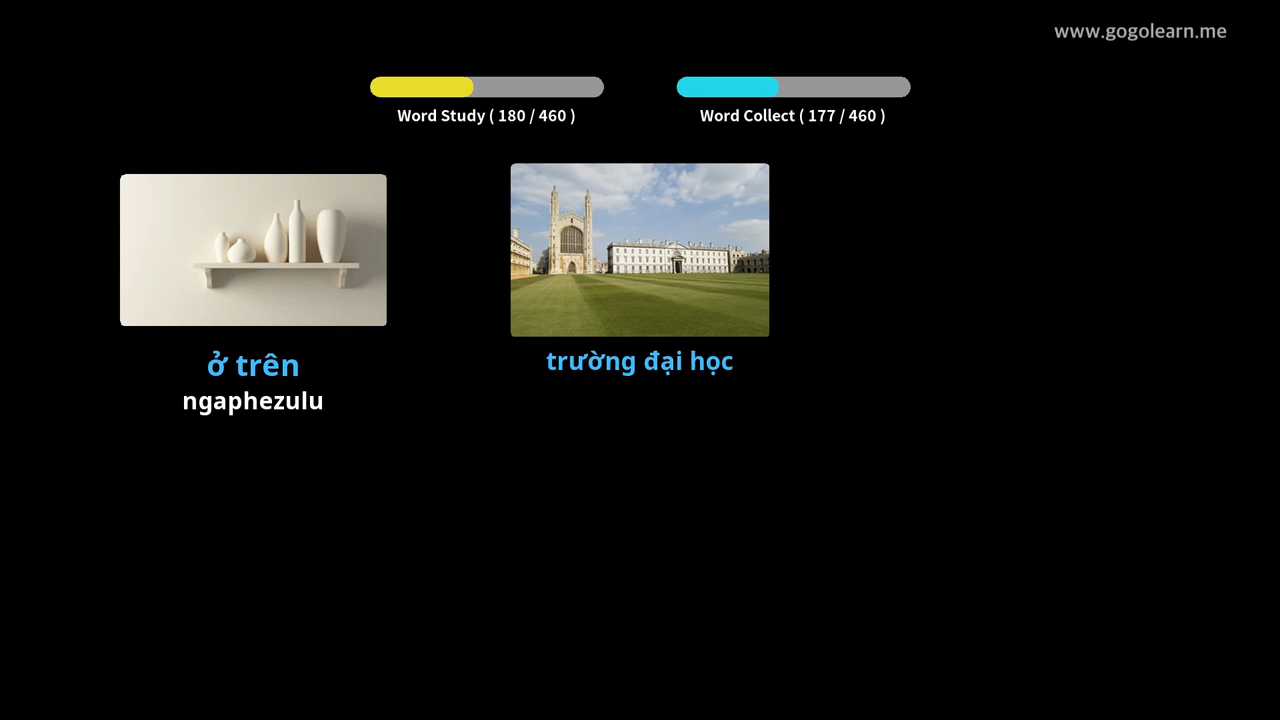 www.gogolearn.me
Word Study ( 180 / 460 )
Word Collect ( 177 / 460 )
ở trên
ngaphezulu
trường đại học